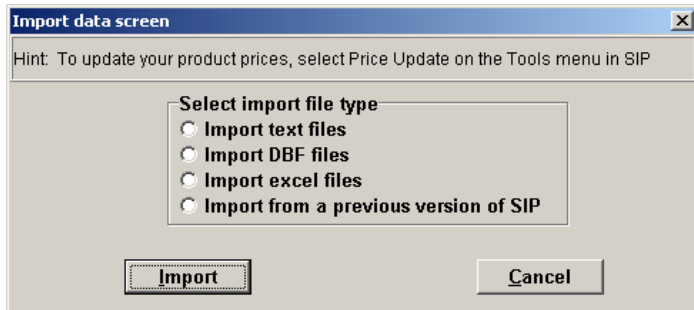 Import data screen
Hint: To update your product prices, select Price Update on the Tools menu in SIP
Select import file type
Import text files
Import DBF files
Import excel files
Import from a previous version of SIP
Import Cancel